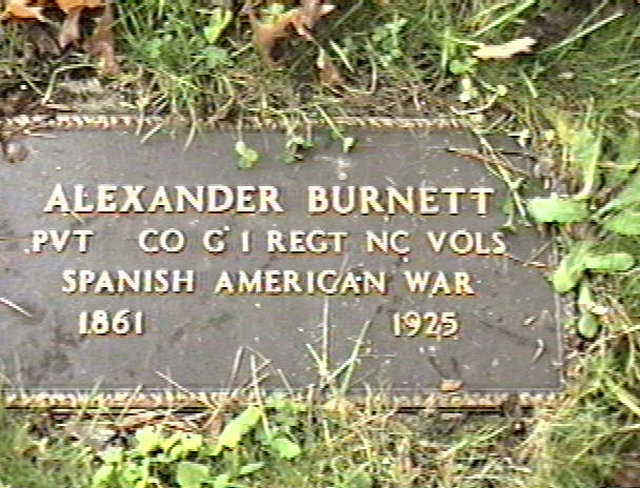 ALEXANDER BURNETT
PVT CO G 1 REGT NC VOLS
SPANISH AMERICAN WAR
1861 1925